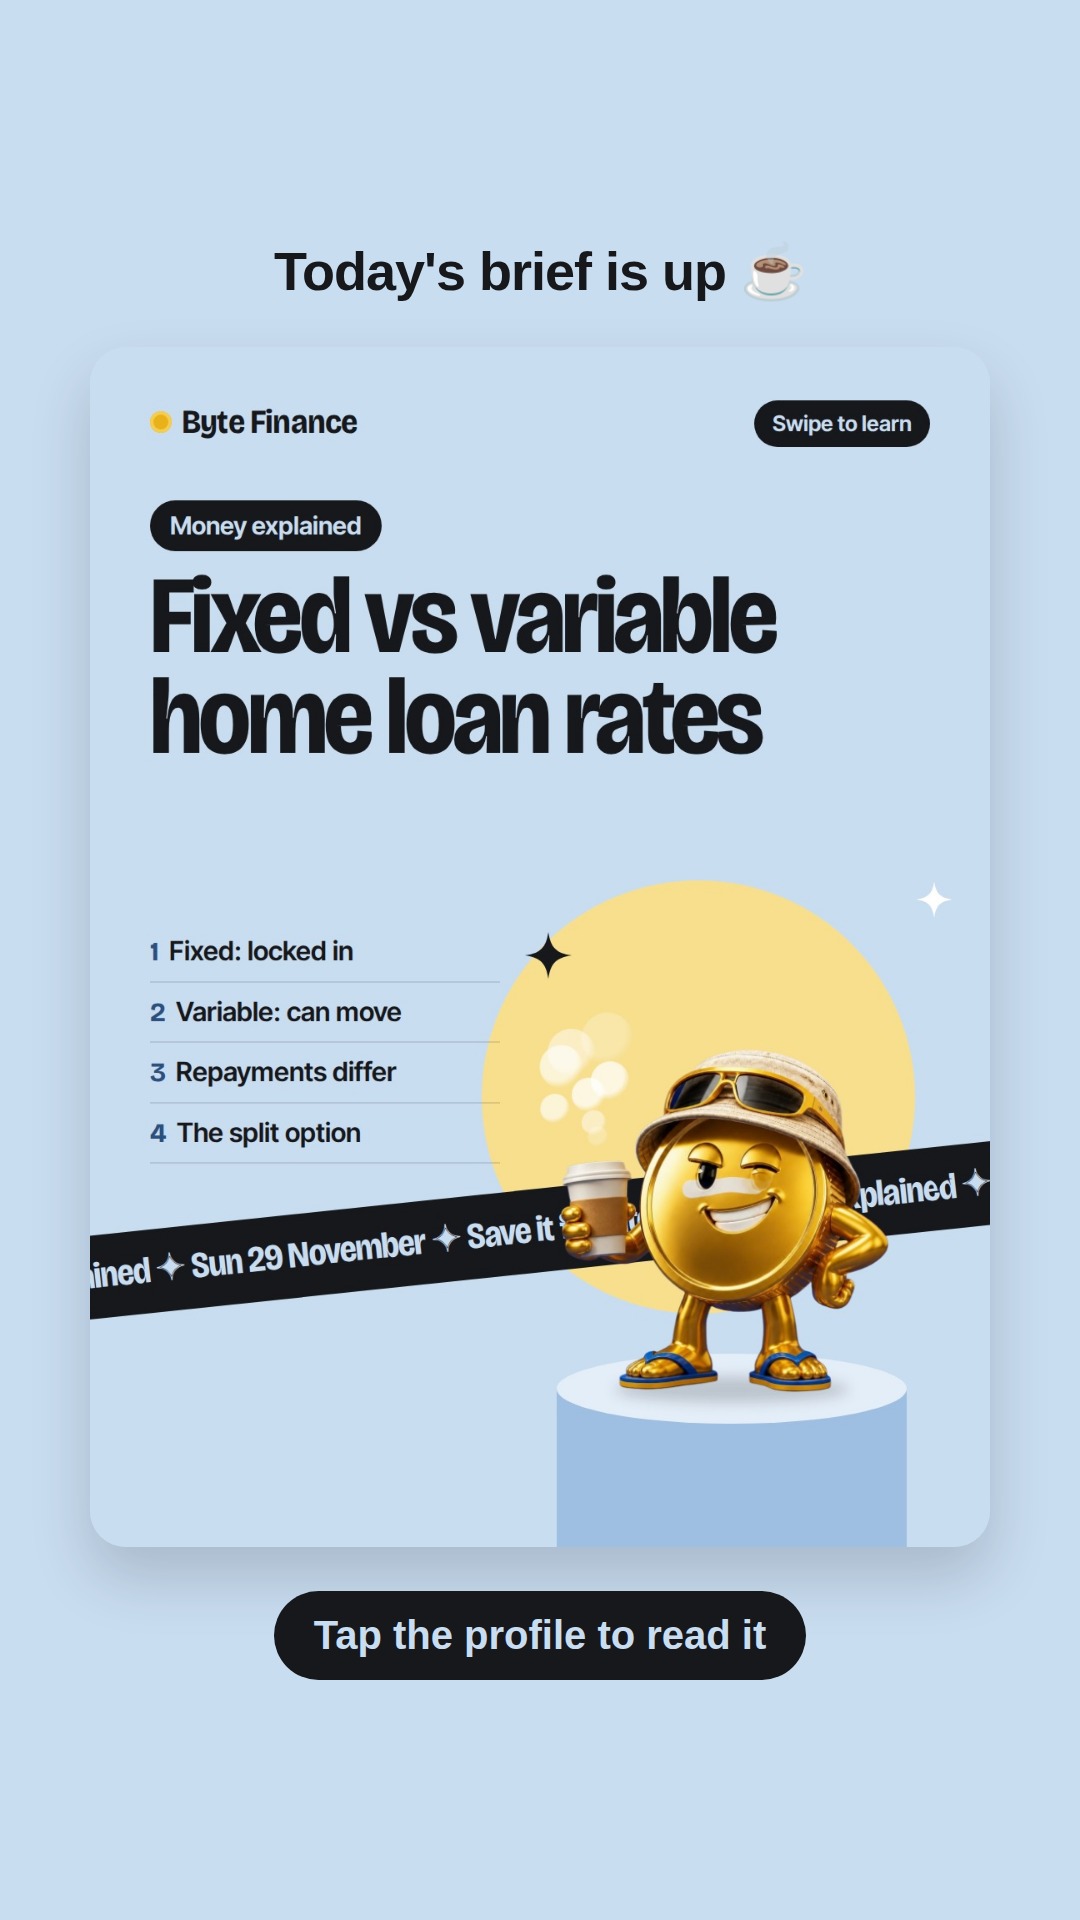 Today's brief is up ☕
Byte Finance
Swipe to learn
Money explained
Fixed vs variable
home loan rates
1 Fixed: locked in
2 Variable: can move
3 Repayments differ
4 The split option
Sun 29 November ✦ Save it
Tap the profile to read it